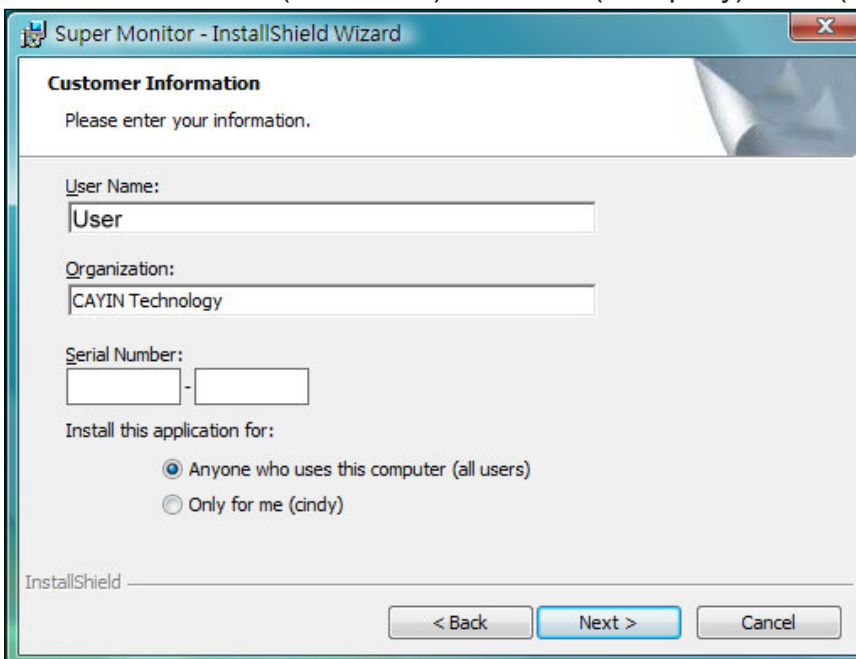 Super Monitor - InstallShield Wizard
X
Customer Information
Please enter your information.
User Name:
User
Organization:
CAYIN Technology
Serial Number:
-
Install this application for:
Anyone who uses this computer (all users)
Only for me (cindy)
InstallShield
< Back Next > Cancel